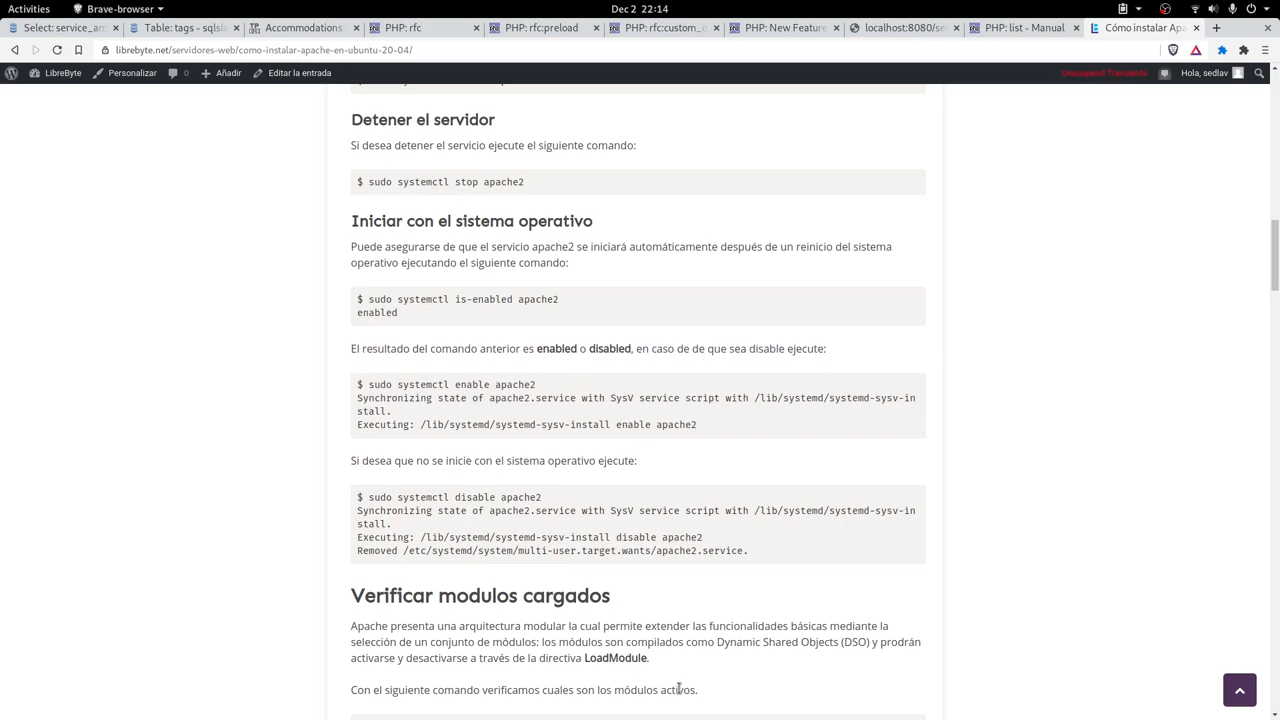 Activities
Brave-browser
Dec 2 22:14
Select: service_am
Table: tags - sqlsla
Accommodations
PHP: rfc
PHP: rfc:preload
PHP: rfc:custom_o
PHP: New Feature
localhost:8080/sel
PHP: list - Manual
Cómo instalar Apa
librebyte.net/servidores-web/como-instalar-apache-en-ubuntu-20-04/
LibreByte
Personalizar
0
Añadir
Editar la entrada
Unsuspend Transients
Hola, sedlav
Detener el servidor
Si desea detener el servicio ejecute el siguiente comando:
$ sudo systemctl stop apache2
Iniciar con el sistema operativo
Puede asegurarse de que el servicio apache2 se iniciará automáticamente después de un reinicio del sistema
operativo ejecutando el siguiente comando:
$ sudo systemctl is-enabled apache2
enabled
El resultado del comando anterior es enabled o disabled, en caso de de que sea disable ejecute:
$ sudo systemctl enable apache2
Synchronizing state of apache2.service with SysV service script with /lib/systemd/systemd-sysv-in
stall.
Executing: /lib/systemd/systemd-sysv-install enable apache2
Si desea que no se inicie con el sistema operativo ejecute:
$ sudo systemctl disable apache2
Synchronizing state of apache2.service with SysV service script with /lib/systemd/systemd-sysv-in
stall.
Executing: /lib/systemd/systemd-sysv-install disable apache2
Removed /etc/systemd/system/multi-user.target.wants/apache2.service.
Verificar modulos cargados
Apache presenta una arquitectura modular la cual permite extender las funcionalidades básicas mediante la
selección de un conjunto de módulos: los módulos son compilados como Dynamic Shared Objects (DSO) y prodrán
activarse y desactivarse a través de la directiva LoadModule.
Con el siguiente comando verificamos cuales son los módulos activos.